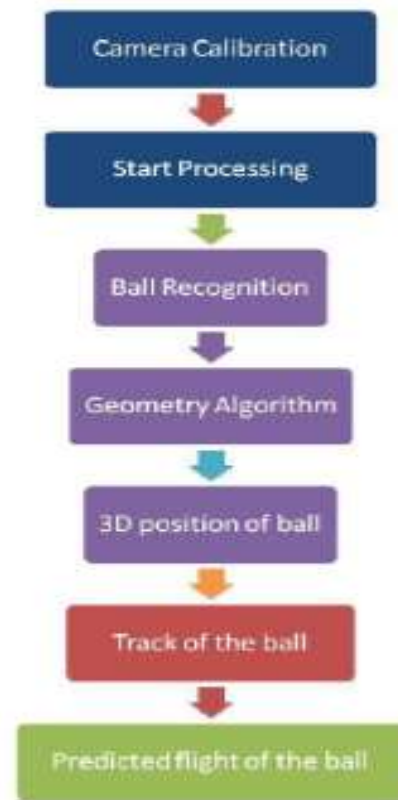 Camera Calibration
Start Processing
Ball Recognition
Geometry Algorithm
3D position of ball
Track of the ball
Predicted flight of the ball